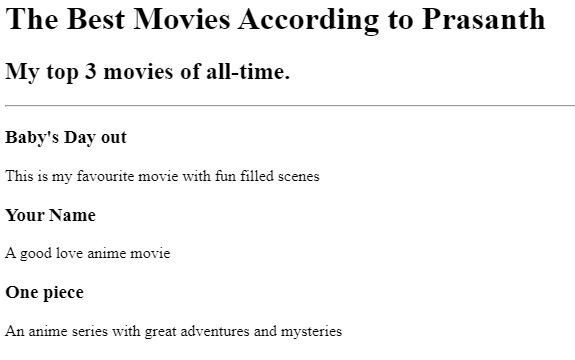 The Best Movies According to Prasanth
My top 3 movies of all-time.
Baby's Day out
This is my favourite movie with fun filled scenes
Your Name
A good love anime movie
One piece
An anime series with great adventures and mysteries